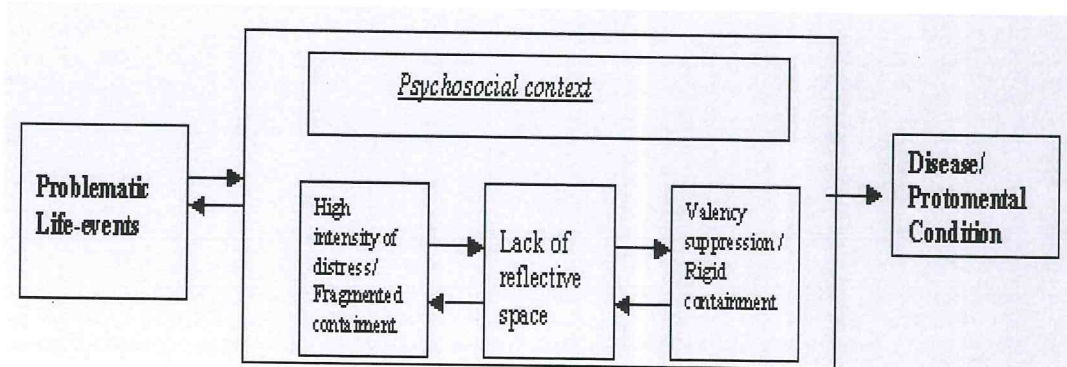 Psychosocial context
Problematic
Life-events
High
intensity of
distress/
Fragmented
contaiment
Lack of
reflective
space
Valency
suppression /
Rigid
containment
Disease/
Protomental
Condition